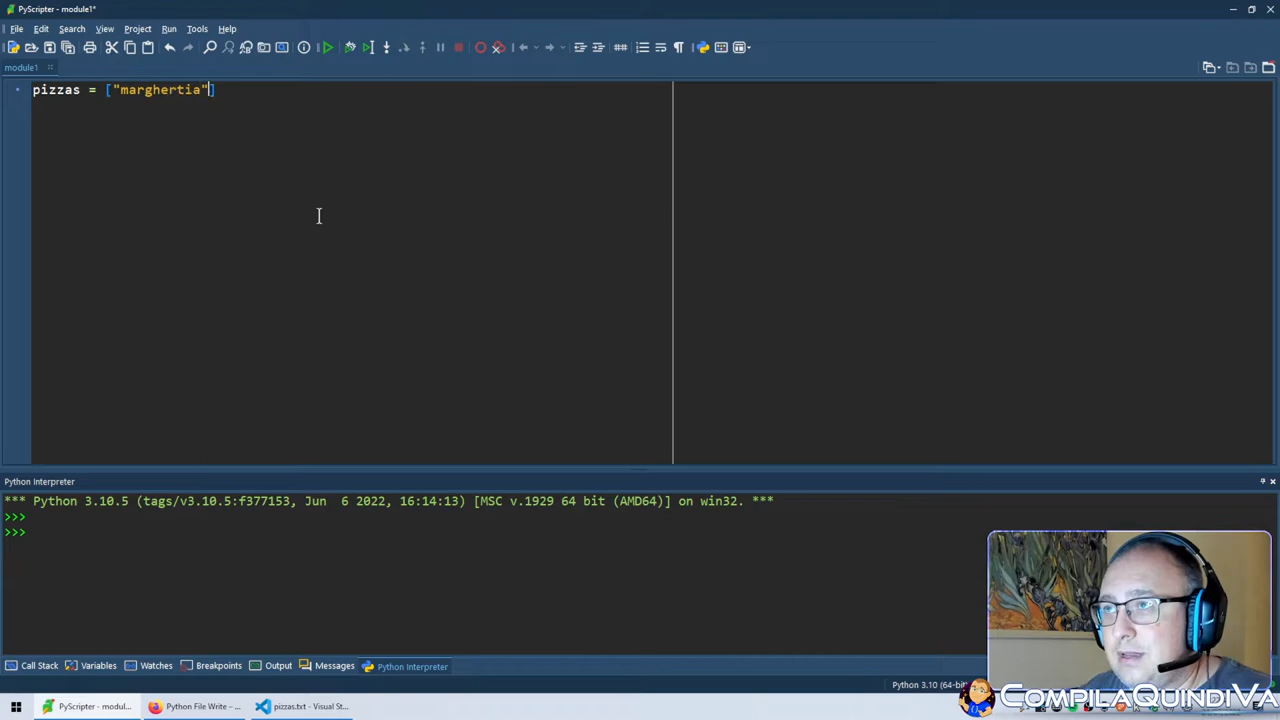 PyScripter - module1*
File Edit Search View Project Run Tools Help
module1
pizzas = ["marghertia"]
Python Interpreter
*** Python 3.10.5 (tags/v3.10.5:f377153, Jun 6 2022, 16:14:13) [MSC v.1929 64 bit (AMD64)] on win32. ***
>>>
>>>
Call Stack Variables Watches Breakpoints Output Messages Python Interpreter
Python 3.10 (64-bit
CompilaQuindiVa
PyScripter - modul... Python File Write – ... pizzas.txt - Visual St...